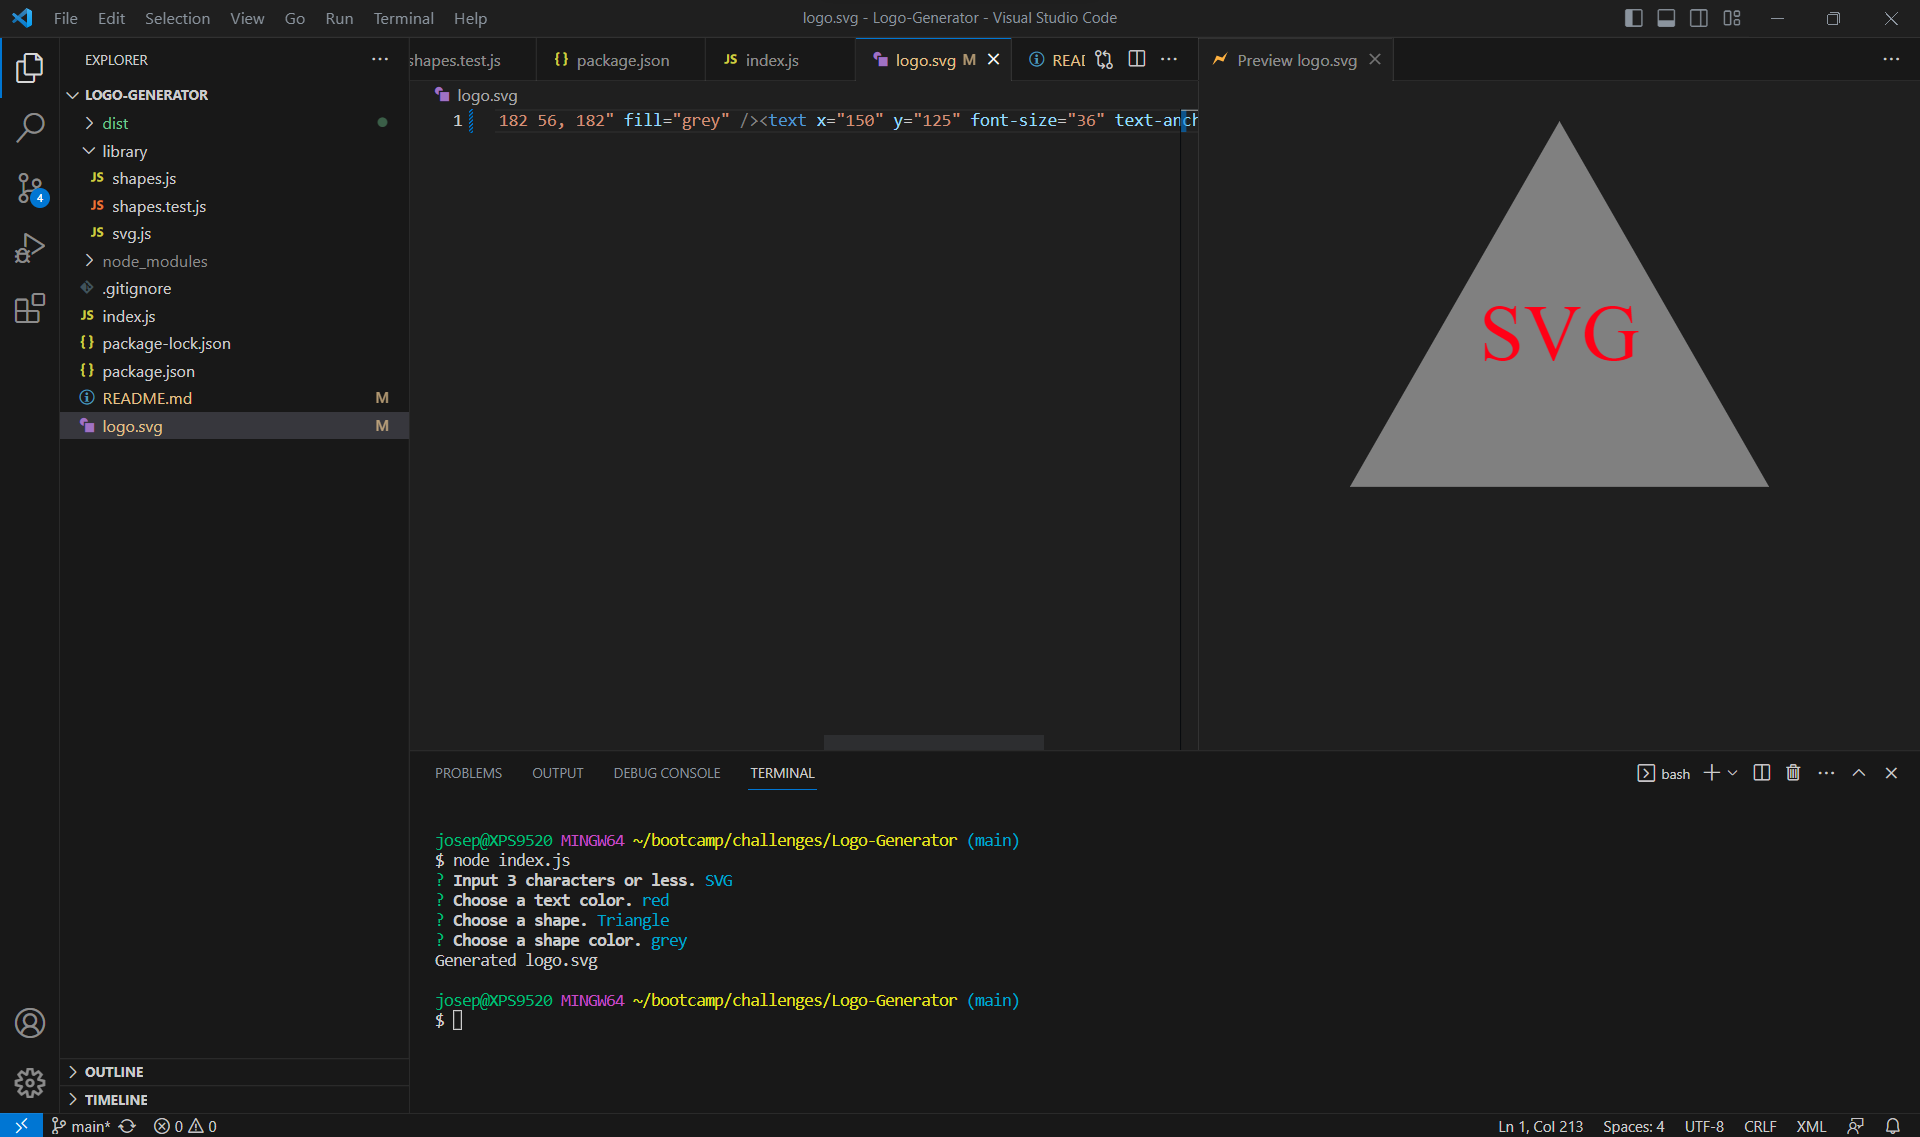 File Edit Selection View Go Run Terminal Help
logo.svg - Logo-Generator - Visual Studio Code
EXPLORER
LOGO-GENERATOR
dist
library
JS shapes.js
JS shapes.test.js
JS svg.js
node_modules
.gitignore
JS index.js
{} package-lock.json
{} package.json
README.md M
logo.svg M
OUTLINE
TIMELINE
4
shapes.test.js
{} package.json
JS index.js
logo.svg M
READ
Preview logo.svg
logo.svg
1 182 56, 182" fill="grey" /><text x="150" y="125" font-size="36" text-anch
SVG
PROBLEMS OUTPUT DEBUG CONSOLE TERMINAL
bash
josep@XPS9520 MINGW64 ~/bootcamp/challenges/Logo-Generator (main)
$ node index.js
? Input 3 characters or less. SVG
? Choose a text color. red
? Choose a shape. Triangle
? Choose a shape color. grey
Generated logo.svg
josep@XPS9520 MINGW64 ~/bootcamp/challenges/Logo-Generator (main)
$
main* 0 0
Ln 1, Col 213 Spaces: 4 UTF-8 CRLF XML